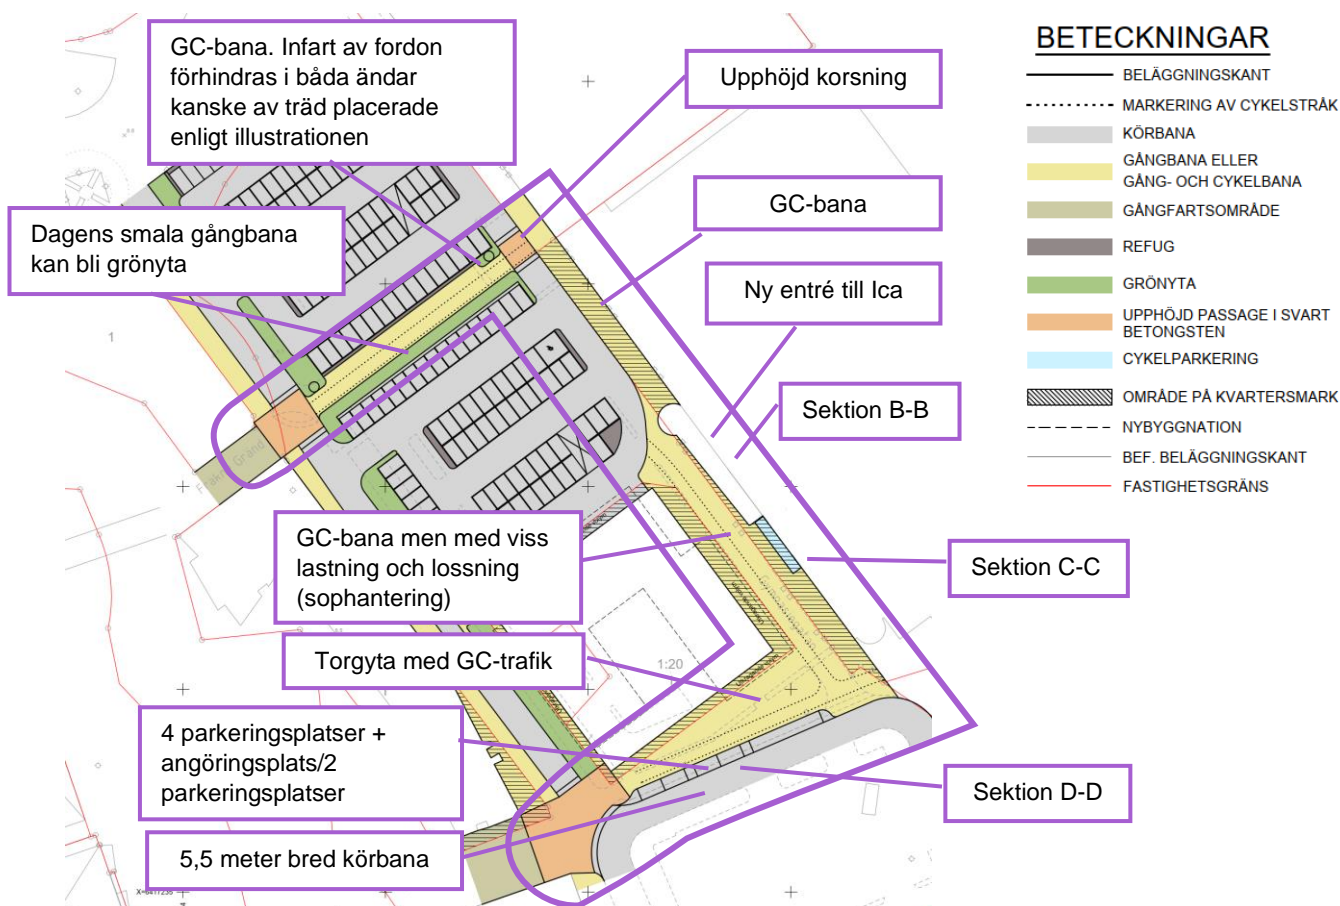 GC-bana. Infart av fordon
förhindras i båda ändar
kanske av träd placerade
enligt illustrationen
Upphöjd korsning
GC-bana
Dagens smala gångbana
kan bli grönyta
Ny entré till Ica
Sektion B-B
GC-bana men med viss
lastning och lossning
(sophantering)
Sektion C-C
Torgyta med GC-trafik
1:20
4 parkeringsplatser +
angöringsplats/2
parkeringsplatser
Sektion D-D
5,5 meter bred körbana
1
Gränd
BETECKNINGAR
BELÄGGNINGSKANT
MARKERING AV CYKELSTRÅK
KÖRBANA
GÅNGBANA ELLER
GÅNG- OCH CYKELBANA
GÅNGFARTSOMRÅDE
REFUG
GRÖNYTA
UPPHÖJD PASSAGE I SVART
BETONGSTEN
CYKELPARKERING
OMRÅDE PÅ KVARTERSMARK
NYBYGGNATION
BEF. BELÄGGNINGSKANT
FASTIGHETSGRÄNS